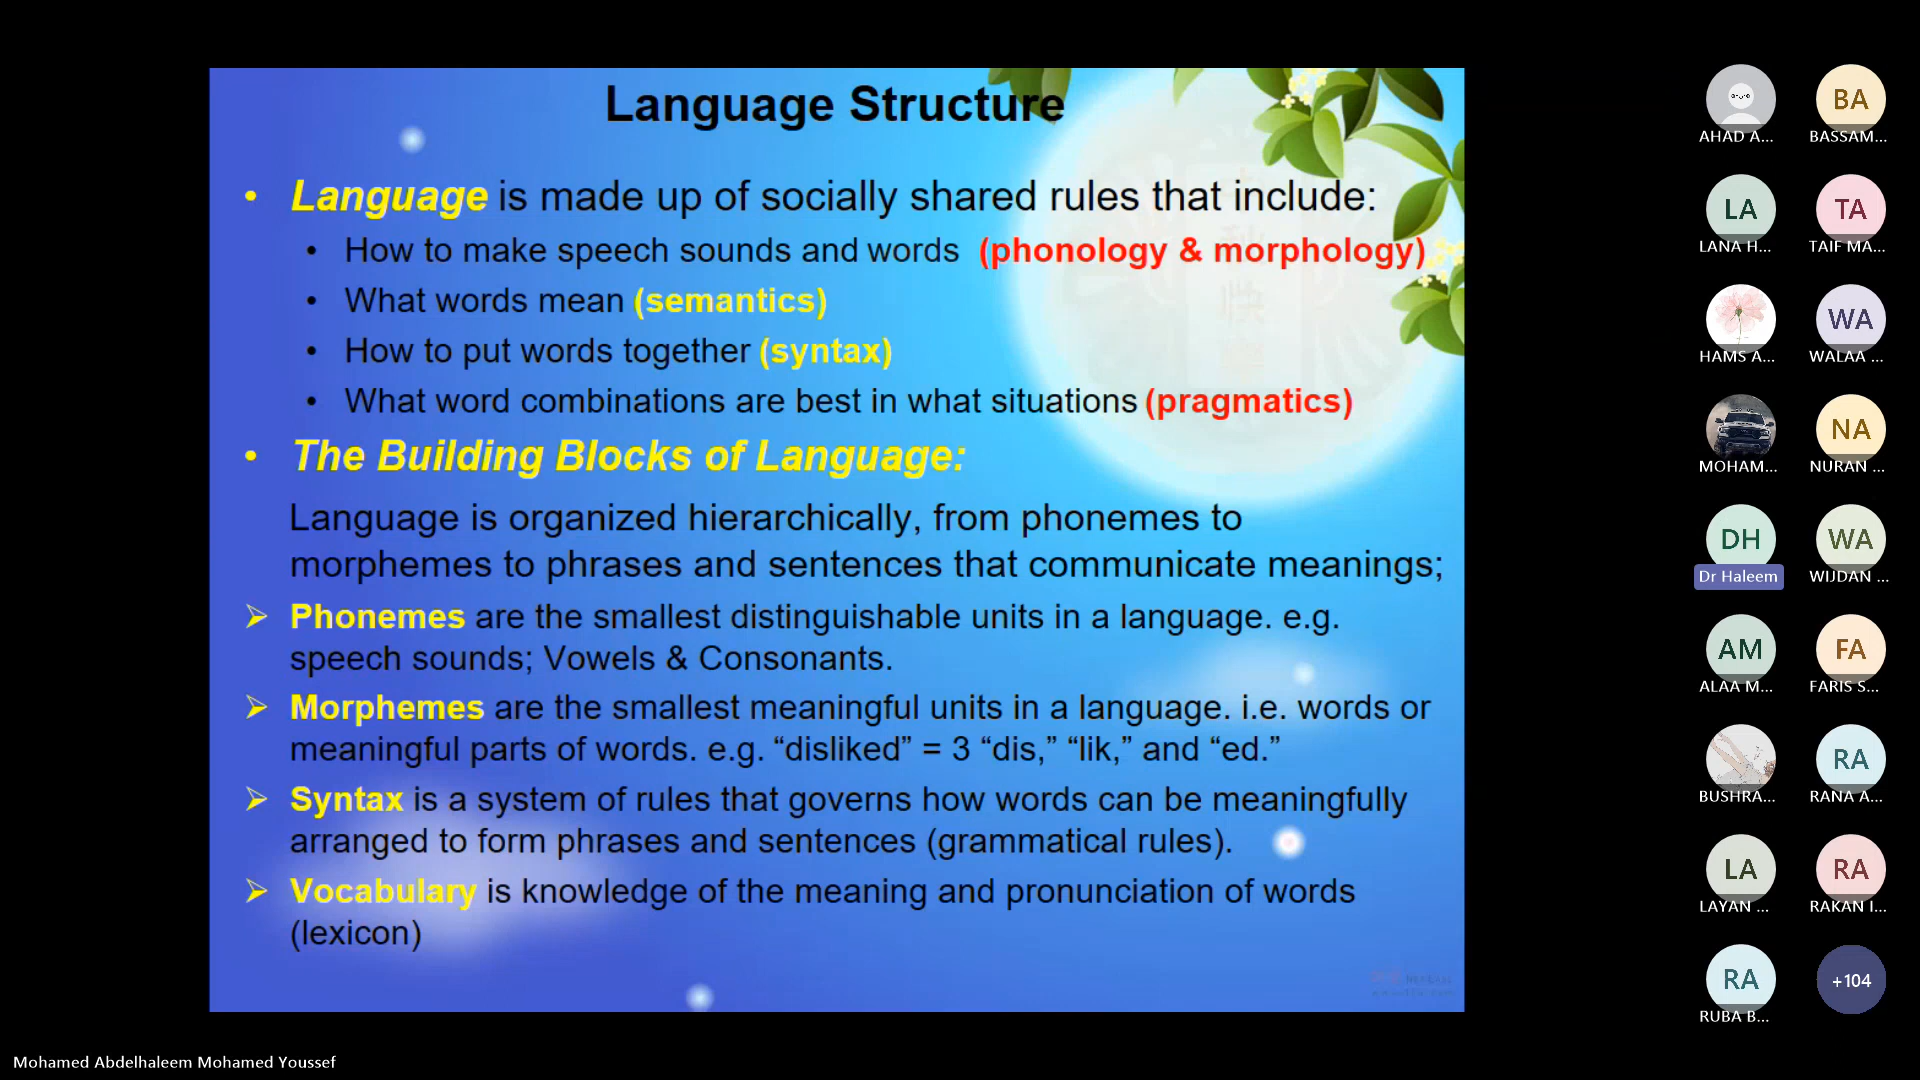 Language Structure
• Language is made up of socially shared rules that include:
• How to make speech sounds and words (phonology & morphology)
• What words mean (semantics)
• How to put words together (syntax)
• What word combinations are best in what situations (pragmatics)
• The Building Blocks of Language:
Language is organized hierarchically, from phonemes to
morphemes to phrases and sentences that communicate meanings;
➢ Phonemes are the smallest distinguishable units in a language. e.g.
speech sounds; Vowels & Consonants.
➢ Morphemes are the smallest meaningful units in a language. i.e. words or
meaningful parts of words. e.g. “disliked” = 3 “dis,” “lik,” and “ed.”
➢ Syntax is a system of rules that governs how words can be meaningfully
arranged to form phrases and sentences (grammatical rules).
➢ Vocabulary is knowledge of the meaning and pronunciation of words
(lexicon)
AHAD A...
BA
BASSAM...
LA
LANA H...
TA
TAIF MA...
HAMS A...
WA
WALAA ...
MOHAM...
NA
NURAN ...
DH
Dr Haleem
WA
WIJDAN ...
AM
ALAA M...
FA
FARIS S...
BUSHRA...
RA
RANA A...
LA
LAYAN ...
RA
RAKAN I...
RA
RUBA B...
+104
Mohamed Abdelhaleem Mohamed Youssef